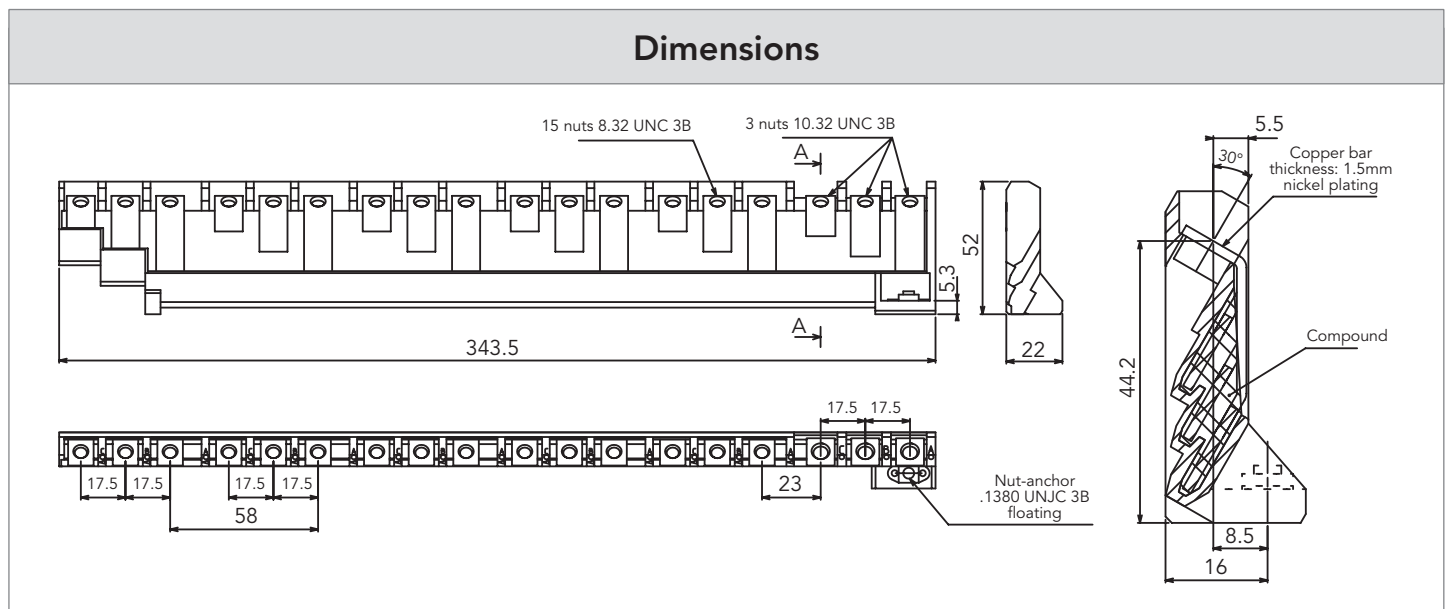 Dimensions
15 nuts 8.32 UNC 3B
3 nuts 10.32 UNC 3B
A
A
343.5
52
5.3
22
5.5
30°
Copper bar
thickness: 1.5mm
nickel plating
44.2
Compound
8.5
16
17.5
17.5
17.5
17.5
58
17.5
17.5
23
Nut-anchor
.1380 UNJC 3B
floating